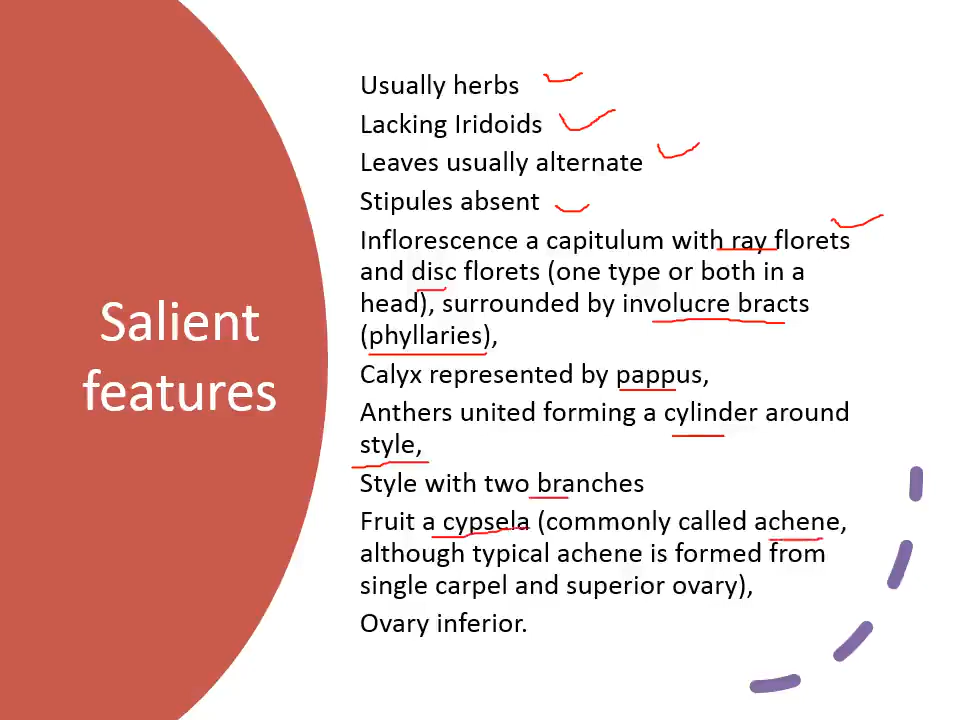 Salient
features
Usually herbs
Lacking Iridoids
Leaves usually alternate
Stipules absent
Inflorescence a capitulum with ray florets
and disc florets (one type or both in a
head), surrounded by involucre bracts
(phyllaries),
Calyx represented by pappus,
Anthers united forming a cylinder around
style,
Style with two branches
Fruit a cypsela (commonly called achene,
although typical achene is formed from
single carpel and superior ovary),
Ovary inferior.